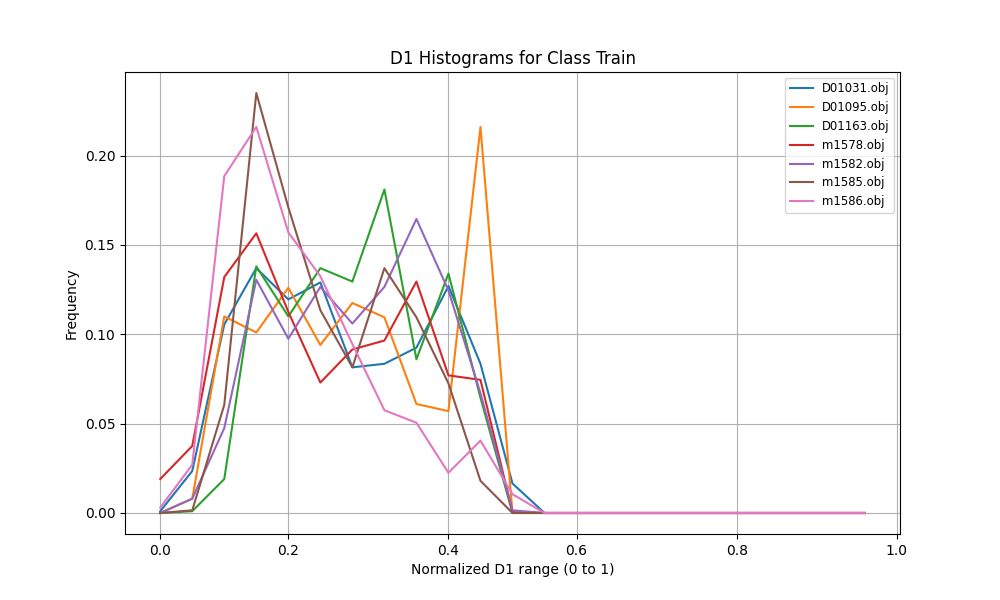 D1 Histograms for Class Train
D01031.obj
D01095.obj
D01163.obj
m1578.obj
m1582.obj
m1585.obj
m1586.obj
Frequency
0.20
0.15
0.10
0.05
0.00
0.0 0.2 0.4 0.6 0.8 1.0
Normalized D1 range (0 to 1)